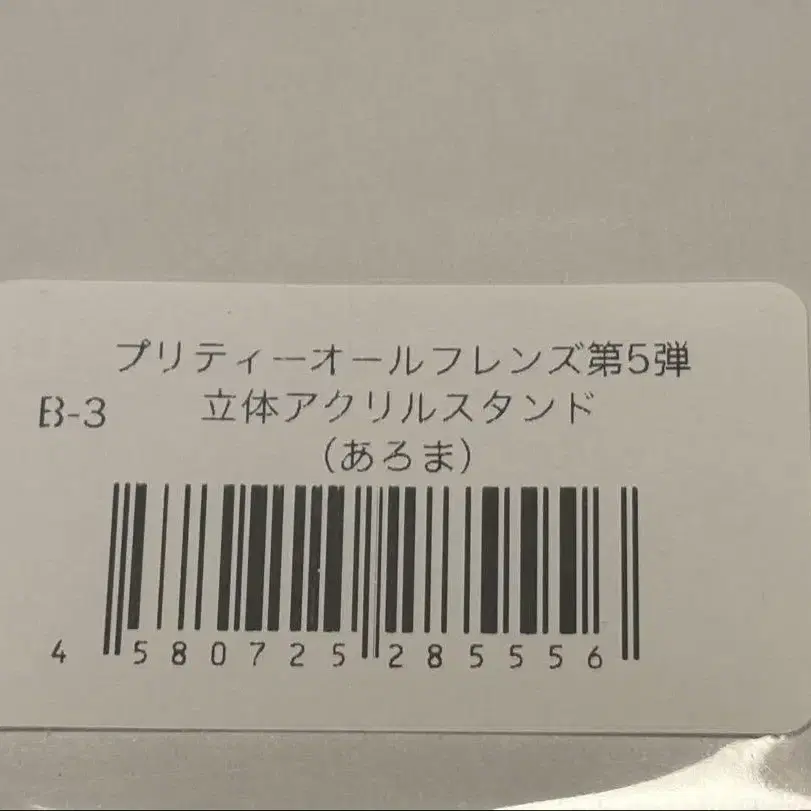 プリティーオールフレンズ第5弾
B-3 立体アクリルスタンド
(あろま)
4 580725 285556